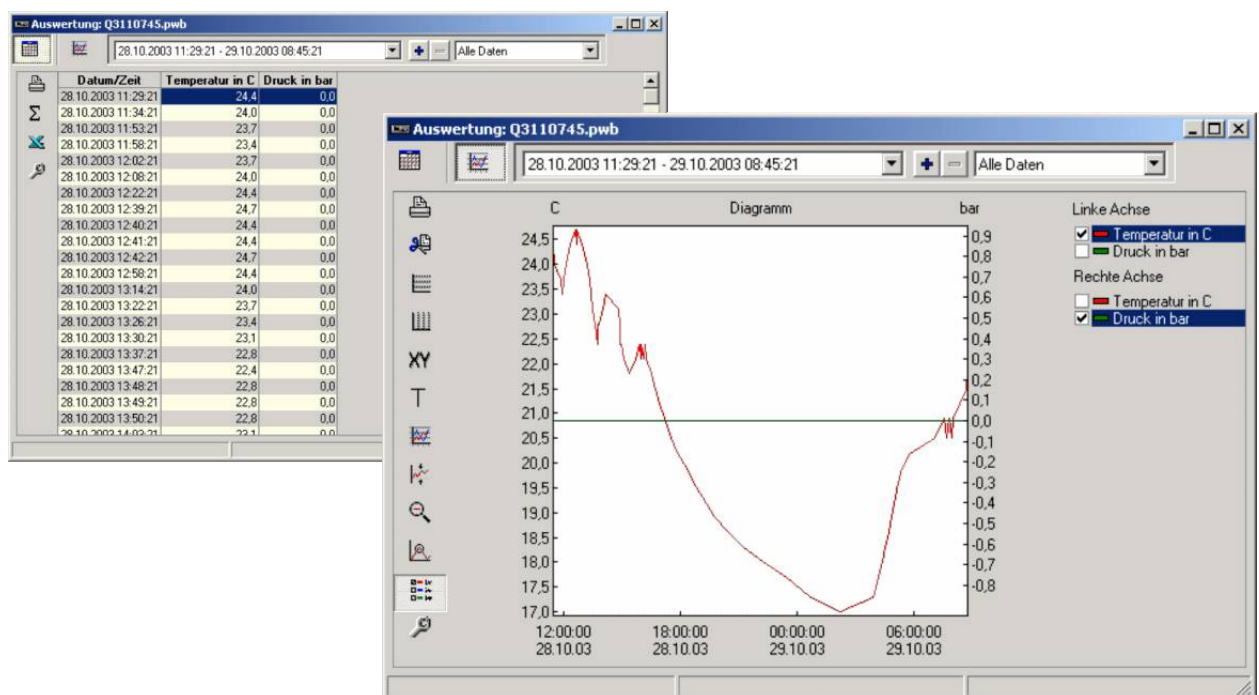 Auswertung: Q3110745.pwb
28.10.2003 11:29:21 - 29.10.2003 08:45:21
Alle Daten
Datum/Zeit Temperatur in C Druck in bar
28.10.2003 11:29:21 24,4 0,0
28.10.2003 11:34:21 24,0 0,0
28.10.2003 11:53:21 23,7 0,0
28.10.2003 11:58:21 23,4 0,0
28.10.2003 12:02:21 23,7 0,0
28.10.2003 12:08:21 24,0 0,0
28.10.2003 12:22:21 24,4 0,0
28.10.2003 12:39:21 24,7 0,0
28.10.2003 12:40:21 24,4 0,0
28.10.2003 12:41:21 24,4 0,0
28.10.2003 12:42:21 24,7 0,0
28.10.2003 12:58:21 24,4 0,0
28.10.2003 13:14:21 24,0 0,0
28.10.2003 13:22:21 23,7 0,0
28.10.2003 13:26:21 23,4 0,0
28.10.2003 13:30:21 23,1 0,0
28.10.2003 13:37:21 22,8 0,0
28.10.2003 13:47:21 22,4 0,0
28.10.2003 13:48:21 22,8 0,0
28.10.2003 13:49:21 22,8 0,0
28.10.2003 13:50:21 22,8 0,0
28.10.2003 14:03:21 23,1 0,0
Auswertung: Q3110745.pwb
28.10.2003 11:29:21 - 29.10.2003 08:45:21
Alle Daten
C Diagramm bar
24,5
24,0
23,5
23,0
22,5
22,0
21,5
21,0
20,5
20,0
19,5
19,0
18,5
18,0
17,5
17,0
0,9
0,8
0,7
0,6
0,5
0,4
0,3
0,2
0,1
0,0
-0,1
-0,2
-0,3
-0,4
-0,5
-0,6
-0,7
-0,8
12:00:00 18:00:00 00:00:00 06:00:00
28.10.03 28.10.03 29.10.03 29.10.03
Linke Achse
Temperatur in C
Druck in bar
Rechte Achse
Temperatur in C
Druck in bar
XY
T
Σ